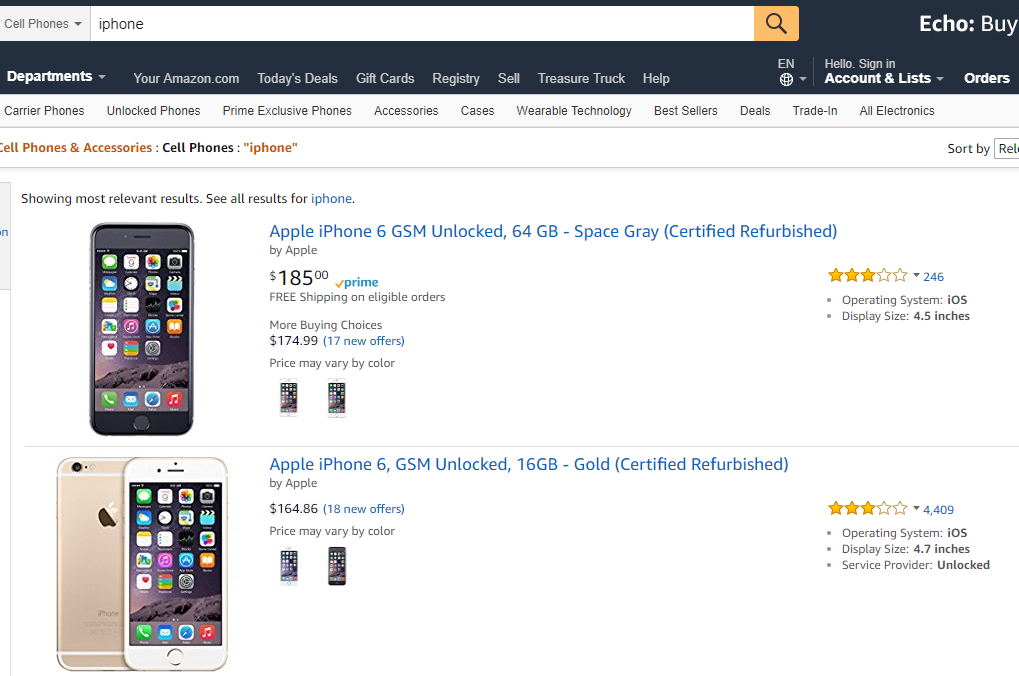 Cell Phones
iphone
Echo: Buy
Departments
Your Amazon.com
Today's Deals
Gift Cards
Registry
Sell
Treasure Truck
Help
EN
Hello. Sign in
Account & Lists
Orders
Carrier Phones
Unlocked Phones
Prime Exclusive Phones
Accessories
Cases
Wearable Technology
Best Sellers
Deals
Trade-In
All Electronics
Cell Phones & Accessories : Cell Phones : "iphone"
Sort by Rel
Showing most relevant results. See all results for iphone.
Apple iPhone 6 GSM Unlocked, 64 GB - Space Gray (Certified Refurbished)
by Apple
$185 00 prime
FREE Shipping on eligible orders
More Buying Choices
$174.99 (17 new offers)
Price may vary by color
246
Operating System: iOS
Display Size: 4.5 inches
Apple iPhone 6, GSM Unlocked, 16GB - Gold (Certified Refurbished)
by Apple
$164.86 (18 new offers)
Price may vary by color
4,409
Operating System: iOS
Display Size: 4.7 inches
Service Provider: Unlocked
iPhone